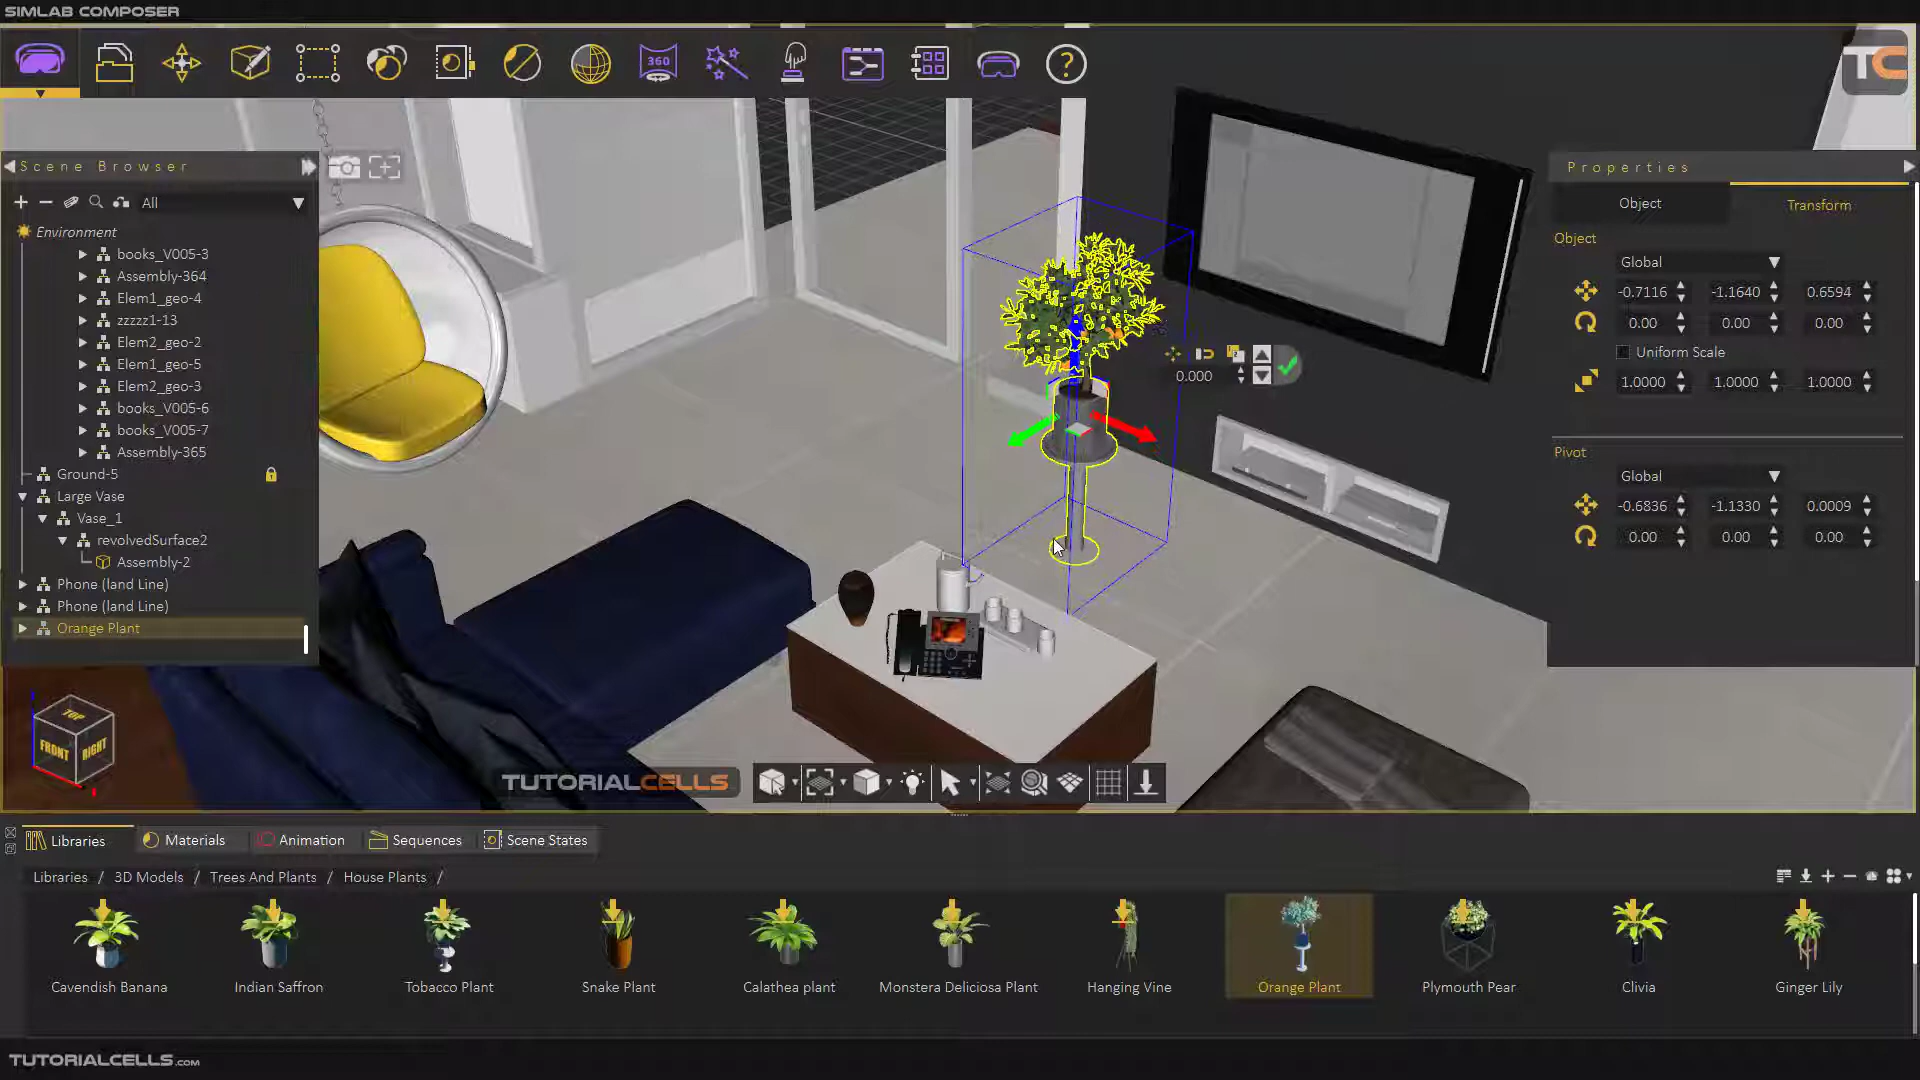 SIMLAB COMPOSER
360
TC
Scene Browser
All
Environment
books_V005-3
Assembly-364
Elem1_geo-4
zzzzz1-13
Elem2_geo-2
Elem1_geo-5
Elem2_geo-3
books_V005-6
books_V005-7
Assembly-365
Ground-5
Large Vase
Vase_1
revolvedSurface2
Assembly-2
Phone (land Line)
Phone (land Line)
Orange Plant
Properties
Object Transform
Object
Global
-0.7116 -1.1640 0.6594
0.00 0.00 0.00
Uniform Scale
1.0000 1.0000 1.0000
Pivot
Global
-0.6836 -1.1330 0.0009
0.00 0.00 0.00
0.000
TOP
FRONT RIGHT
TUTORIALCELLS
Libraries Materials Animation Sequences Scene States
Libraries / 3D Models / Trees And Plants / House Plants /
Cavendish Banana Indian Saffron Tobacco Plant Snake Plant Calathea plant Monstera Deliciosa Plant Hanging Vine Orange Plant Plymouth Pear Clivia Ginger Lily
TUTORIALCELLS.com